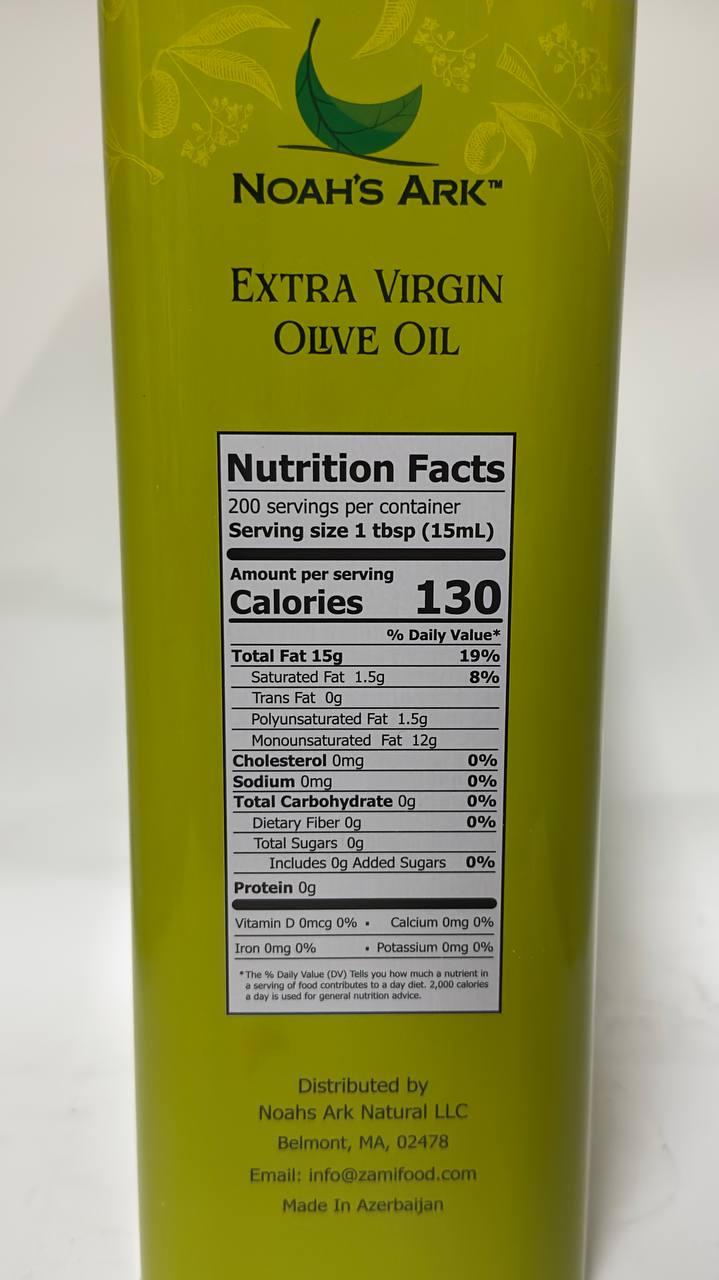 NOAH'S ARK™
EXTRA VIRGIN
OLIVE OIL
Nutrition Facts
200 servings per container
Serving size 1 tbsp (15mL)
Amount per serving
Calories 130
% Daily Value*
Total Fat 15g 19%
Saturated Fat 1.5g 8%
Trans Fat 0g
Polyunsaturated Fat 1.5g
Monounsaturated Fat 12g
Cholesterol 0mg 0%
Sodium 0mg 0%
Total Carbohydrate 0g 0%
Dietary Fiber 0g 0%
Total Sugars 0g
Includes 0g Added Sugars 0%
Protein 0g
Vitamin D 0mcg 0% • Calcium 0mg 0%
Iron 0mg 0% • Potassium 0mg 0%
*The % Daily Value (DV) Tells you how much a nutrient in
a serving of food contributes to a day diet. 2,000 calories
a day is used for general nutrition advice.
Distributed by
Noahs Ark Natural LLC
Belmont, MA, 02478
Email: info@zamifood.com
Made In Azerbaijan